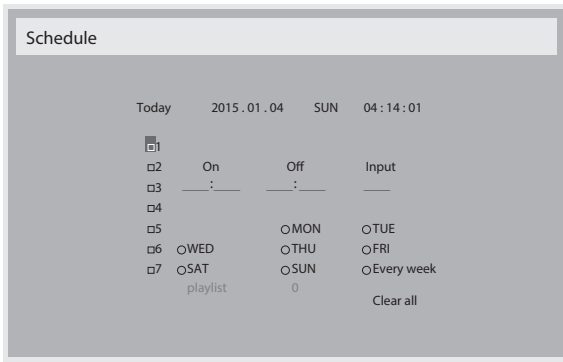 Schedule
Today 2015 . 01 . 04 SUN 04 : 14 : 01
1
2 On Off Input
3 ___:____ ____:____ ____
4
5 MON TUE
6 WED THU FRI
7 SAT SUN Every week
playlist 0
Clear all